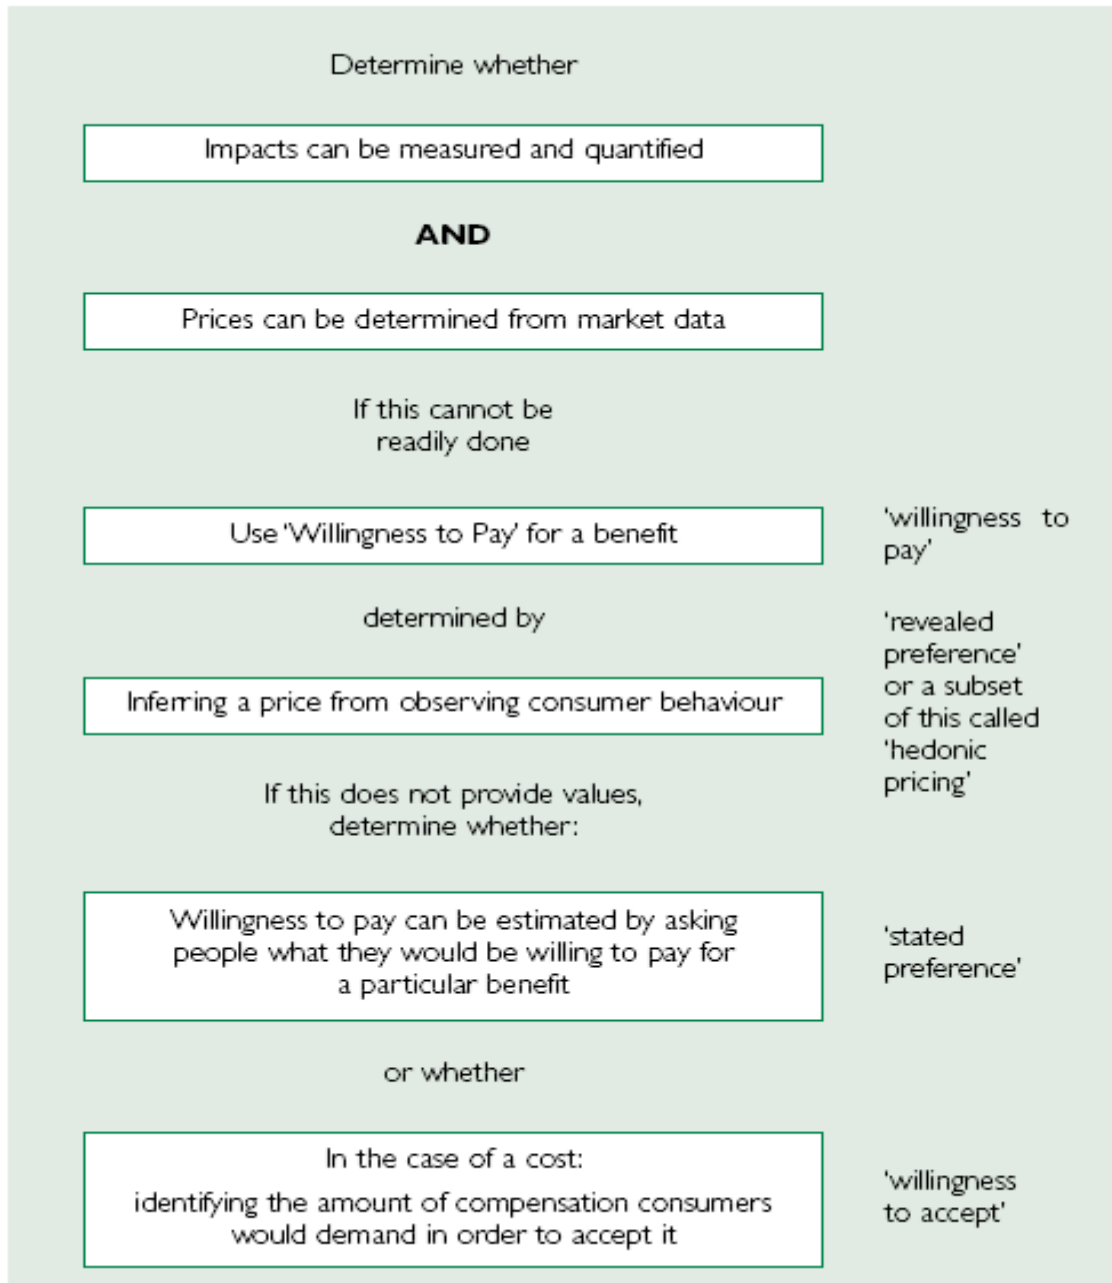 Determine whether
Impacts can be measured and quantified
AND
Prices can be determined from market data
If this cannot be
readily done
Use ‘Willingness to Pay’ for a benefit
‘willingness to
pay’
determined by
Inferring a price from observing consumer behaviour
‘revealed
preference’
or a subset
of this called
‘hedonic
pricing’
If this does not provide values,
determine whether:
Willingness to pay can be estimated by asking
people what they would be willing to pay for
a particular benefit
‘stated
preference’
or whether
In the case of a cost:
identifying the amount of compensation consumers
would demand in order to accept it
‘willingness
to accept’